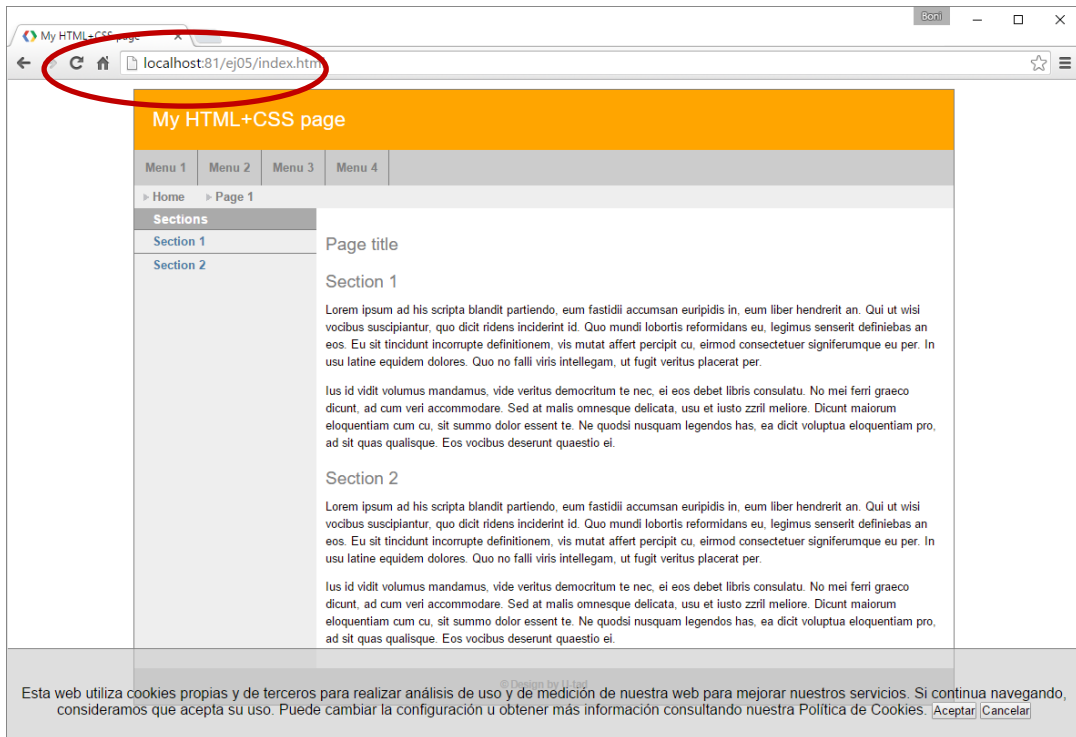 Boni
My HTML+CSS page
localhost:81/ej05/index.htm
My HTML+CSS page
Menu 1 Menu 2 Menu 3 Menu 4
Home Page 1
Sections
Section 1
Section 2
Page title
Section 1
Lorem ipsum ad his scripta blandit partiendo, eum fastidii accumsan euripidis in, eum liber hendrerit an. Qui ut wisi
vocibus suscipiantur, quo dicit ridens inciderint id. Quo mundi lobortis reformidans eu, legimus senserit definiebas an
eos. Eu sit tincidunt incorrupte definitionem, vis mutat affert percipit cu, eirmod consectetuer signiferumque eu per. In
usu latine equidem dolores. Quo no falli viris intellegam, ut fugit veritus placerat per.
Ius id vidit volumus mandamus, vide veritus democritum te nec, ei eos debet libris consulatu. No mei ferri graeco
dicunt, ad cum veri accommodare. Sed at malis omnesque delicata, usu et iusto zzril meliore. Dicunt maiorum
eloquentiam cum cu, sit summo dolor essent te. Ne quodsi nusquam legendos has, ea dicit voluptua eloquentiam pro,
ad sit quas qualisque. Eos vocibus deserunt quaestio ei.
Section 2
Lorem ipsum ad his scripta blandit partiendo, eum fastidii accumsan euripidis in, eum liber hendrerit an. Qui ut wisi
vocibus suscipiantur, quo dicit ridens inciderint id. Quo mundi lobortis reformidans eu, legimus senserit definiebas an
eos. Eu sit tincidunt incorrupte definitionem, vis mutat affert percipit cu, eirmod consectetuer signiferumque eu per. In
usu latine equidem dolores. Quo no falli viris intellegam, ut fugit veritus placerat per.
Ius id vidit volumus mandamus, vide veritus democritum te nec, ei eos debet libris consulatu. No mei ferri graeco
dicunt, ad cum veri accommodare. Sed at malis omnesque delicata, usu et iusto zzril meliore. Dicunt maiorum
eloquentiam cum cu, sit summo dolor essent te. Ne quodsi nusquam legendos has, ea dicit voluptua eloquentiam pro,
ad sit quas qualisque. Eos vocibus deserunt quaestio ei.
© Design by U-tad
Esta web utiliza cookies propias y de terceros para realizar análisis de uso y de medición de nuestra web para mejorar nuestros servicios. Si continua navegando,
consideramos que acepta su uso. Puede cambiar la configuración u obtener más información consultando nuestra Política de Cookies. Aceptar Cancelar